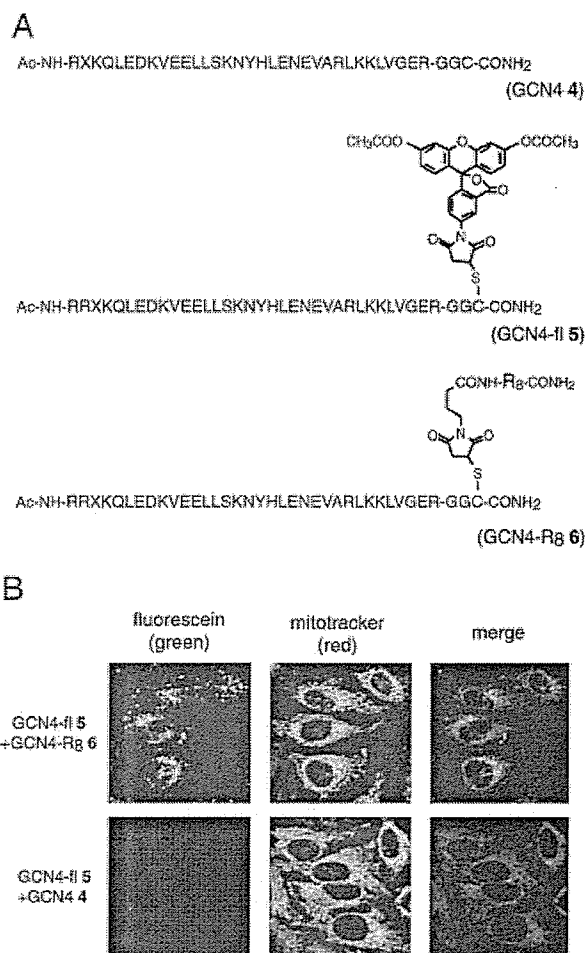 A
Ac-NH-RXKQLEDKVEELLSKNYHLENEVARLKKLVGER-GGC-CONH2
(GCN4 4)
CH3COO O OCOCH3
O
O
N
O O
S
Ac-NH-RRXKQLEDKVEELLSKNYHLENEVARLKKLVGER-GGC-CONH2
(GCN4-fl 5)
CONH-R8-CONH2
N
O O
S
Ac-NH-RRXKQLEDKVEELLSKNYHLENEVARLKKLVGER-GGC-CONH2
(GCN4-R8 6)
B
fluorescein
(green)
mitotracker
(red)
merge
GCN4-fl 5
+GCN4-R8 6
GCN4-fl 5
+GCN4 4